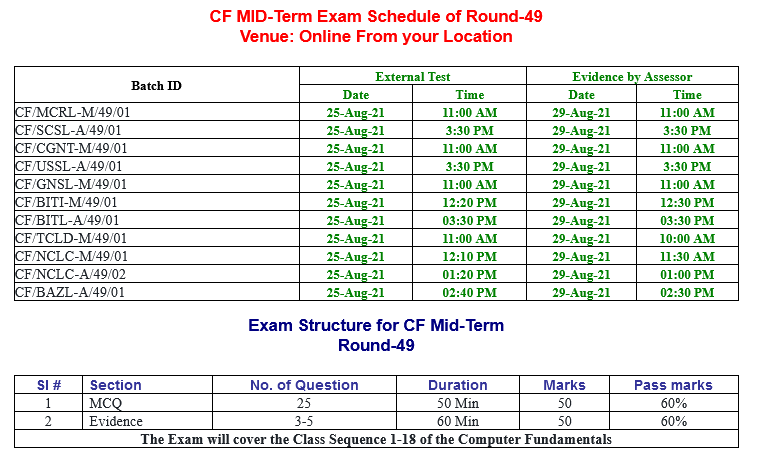 CF MID-Term Exam Schedule of Round-49
Venue: Online From your Location
Batch ID External Test Evidence by Assessor
Date Time Date Time
CF/MCRL-M/49/01 25-Aug-21 11:00 AM 29-Aug-21 11:00 AM
CF/SCSL-A/49/01 25-Aug-21 3:30 PM 29-Aug-21 3:30 PM
CF/CGNT-M/49/01 25-Aug-21 11:00 AM 29-Aug-21 11:00 AM
CF/USSL-A/49/01 25-Aug-21 3:30 PM 29-Aug-21 3:30 PM
CF/GNSL-M/49/01 25-Aug-21 11:00 AM 29-Aug-21 11:00 AM
CF/BITI-M/49/01 25-Aug-21 12:20 PM 29-Aug-21 12:30 PM
CF/BITL-A/49/01 25-Aug-21 03:30 PM 29-Aug-21 03:30 PM
CF/TCLD-M/49/01 25-Aug-21 11:00 AM 29-Aug-21 10:00 AM
CF/NCLC-M/49/01 25-Aug-21 12:10 PM 29-Aug-21 11:30 AM
CF/NCLC-A/49/02 25-Aug-21 01:20 PM 29-Aug-21 01:00 PM
CF/BAZL-A/49/01 25-Aug-21 02:40 PM 29-Aug-21 02:30 PM
Exam Structure for CF Mid-Term
Round-49
Sl # Section No. of Question Duration Marks Pass marks
1 MCQ 25 50 Min 50 60%
2 Evidence 3-5 60 Min 50 60%
The Exam will cover the Class Sequence 1-18 of the Computer Fundamentals